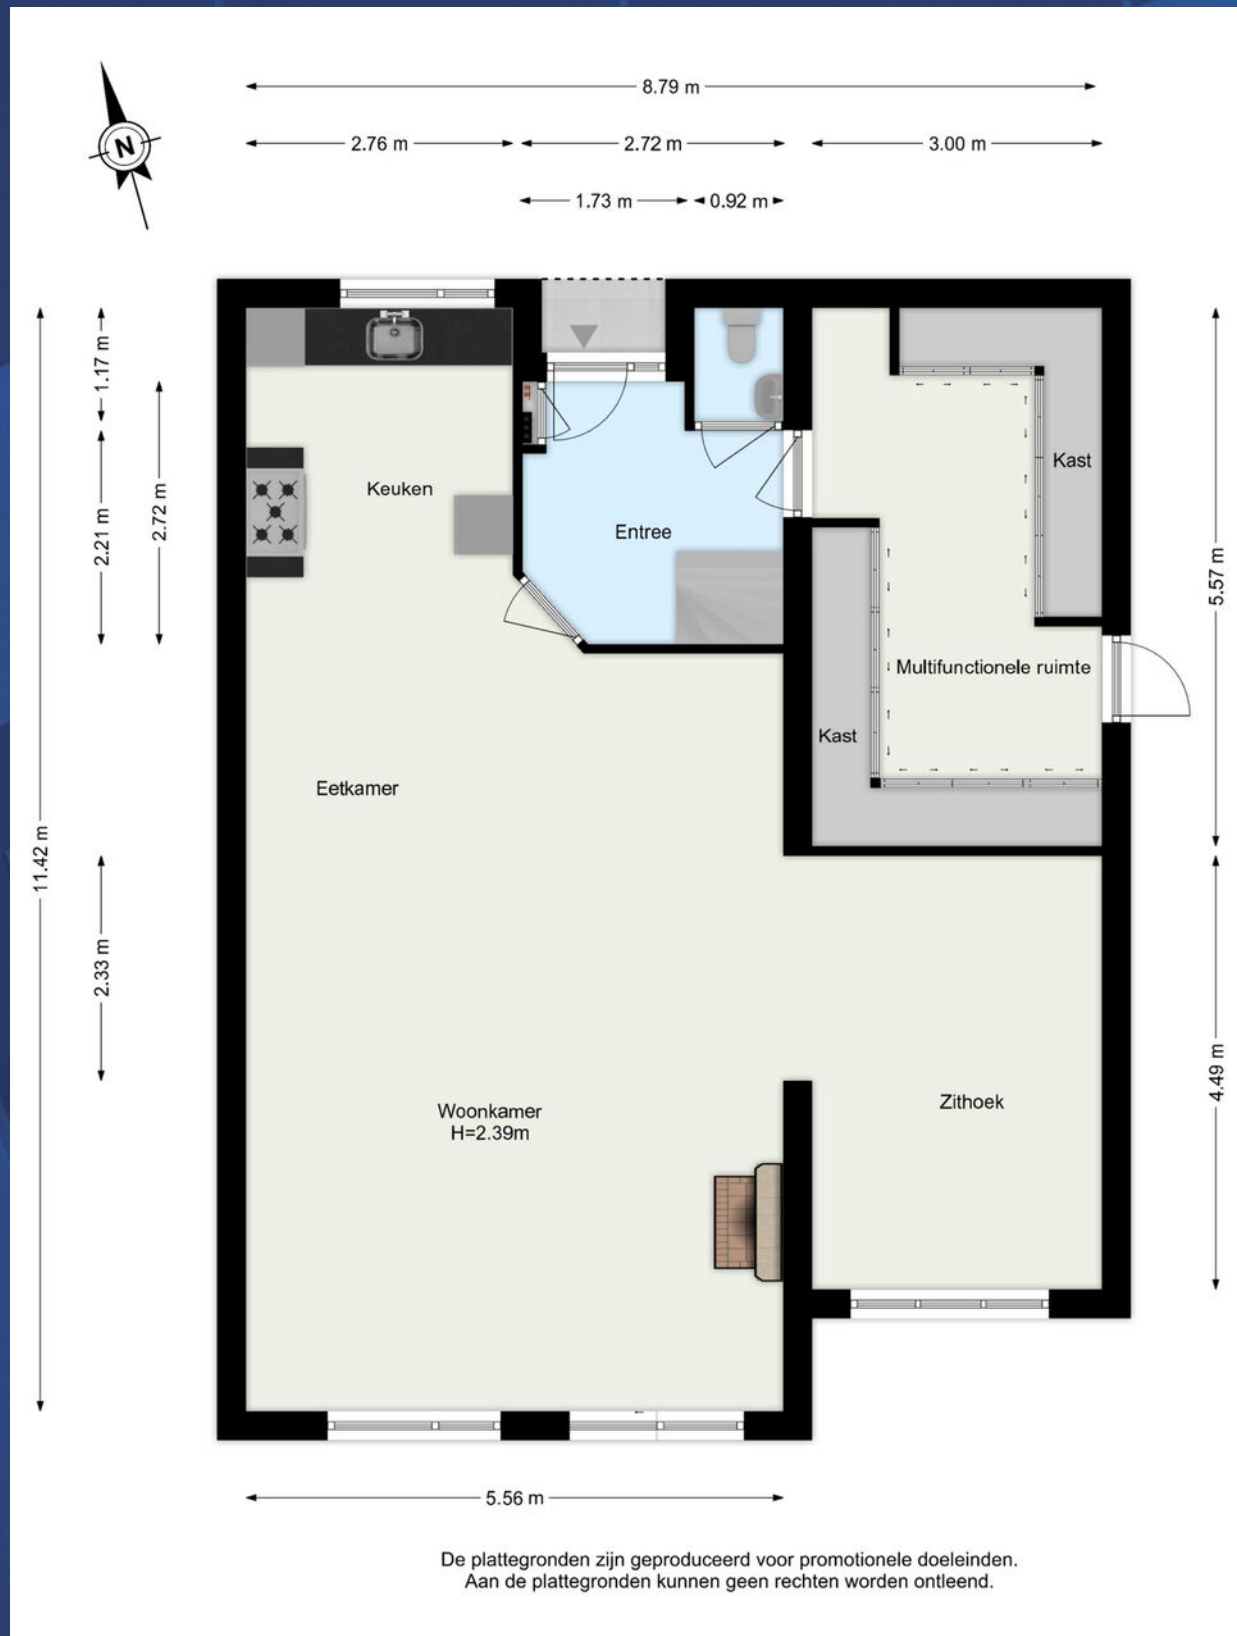 8.79 m
2.76 m
2.72 m
3.00 m
1.73 m
0.92 m
N
1.17 m
2.21 m
2.72 m
11.42 m
2.33 m
5.57 m
4.49 m
Keuken
Entree
Kast
Multifunctionele ruimte
Kast
Eetkamer
Woonkamer
H=2.39m
Zithoek
5.56 m
De plattegronden zijn geproduceerd voor promotionele doeleinden.
Aan de plattegronden kunnen geen rechten worden ontleend.